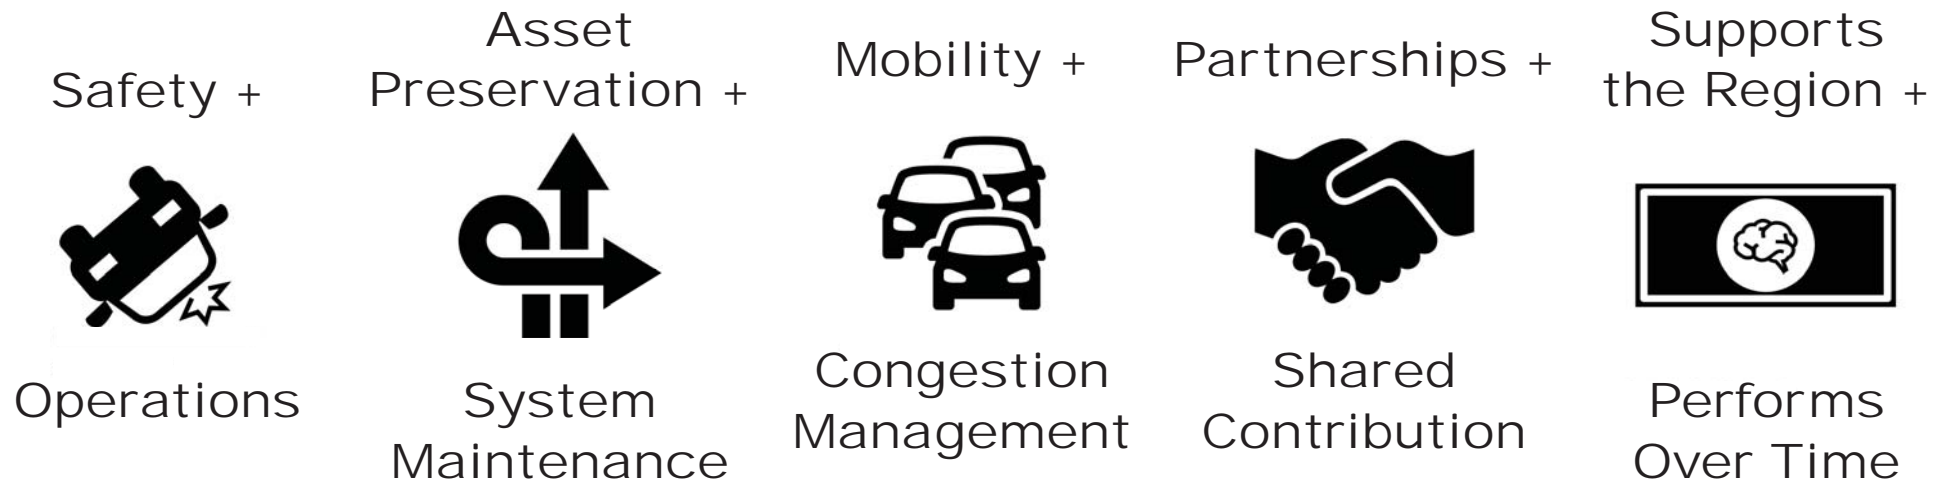 Safety +
Operations
Asset
Preservation +
System
Maintenance
Mobility +
Congestion
Management
Partnerships +
Shared
Contribution
Supports
the Region +
Performs
Over Time